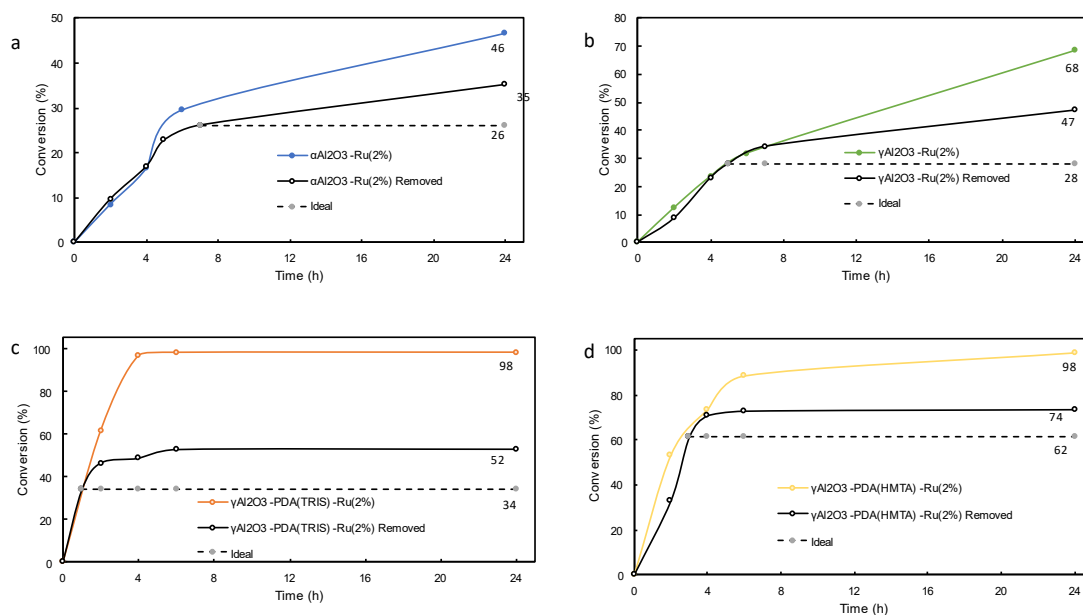 a
50
40
30
20
10
0
Conversion (%)
46
35
26
αAl2O3 -Ru(2%)
αAl2O3 -Ru(2%) Removed
Ideal
0 4 8 12 16 20 24
Time (h)
b
80
70
60
50
40
30
20
10
0
Conversion (%)
68
47
28
γAl2O3 -Ru(2%)
γAl2O3 -Ru(2%) Removed
Ideal
0 4 8 12 16 20 24
Time (h)
c
100
80
60
40
20
0
Conversion (%)
98
52
34
γAl2O3 -PDA(TRIS) -Ru(2%)
γAl2O3 -PDA(TRIS) -Ru(2%) Removed
Ideal
0 4 8 12 16 20 24
Time (h)
d
100
80
60
40
20
0
Conversion (%)
98
74
62
γAl2O3 -PDA(HMTA) -Ru(2%)
γAl2O3 -PDA(HMTA) -Ru(2%) Removed
Ideal
0 4 8 12 16 20 24
Time (h)